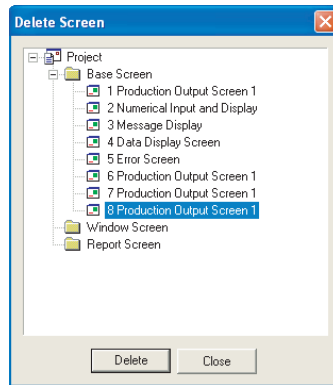 Delete Screen
Project
Base Screen
1 Production Output Screen 1
2 Numerical Input and Display
3 Message Display
4 Data Display Screen
5 Error Screen
6 Production Output Screen 1
7 Production Output Screen 1
8 Production Output Screen 1
Window Screen
Report Screen
Delete Close